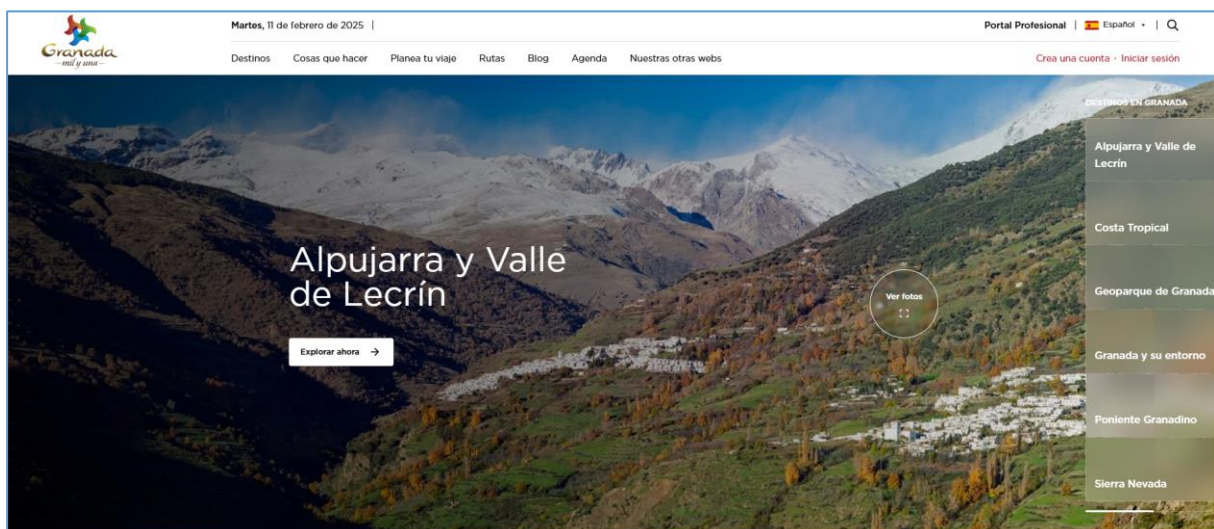 Granada
mil y una
Martes, 11 de febrero de 2025 |
Portal Profesional | Español |
Destinos Cosas que hacer Planea tu viaje Rutas Blog Agenda Nuestras otras webs
Crea una cuenta · Iniciar sesión
DESTINOS EN GRANADA
Alpujarra y Valle de
Lecrín
Costa Tropical
Geoparque de Granada
Granada y su entorno
Poniente Granadino
Sierra Nevada
Alpujarra y Valle
de Lecrín
Explorar ahora →
Ver fotos